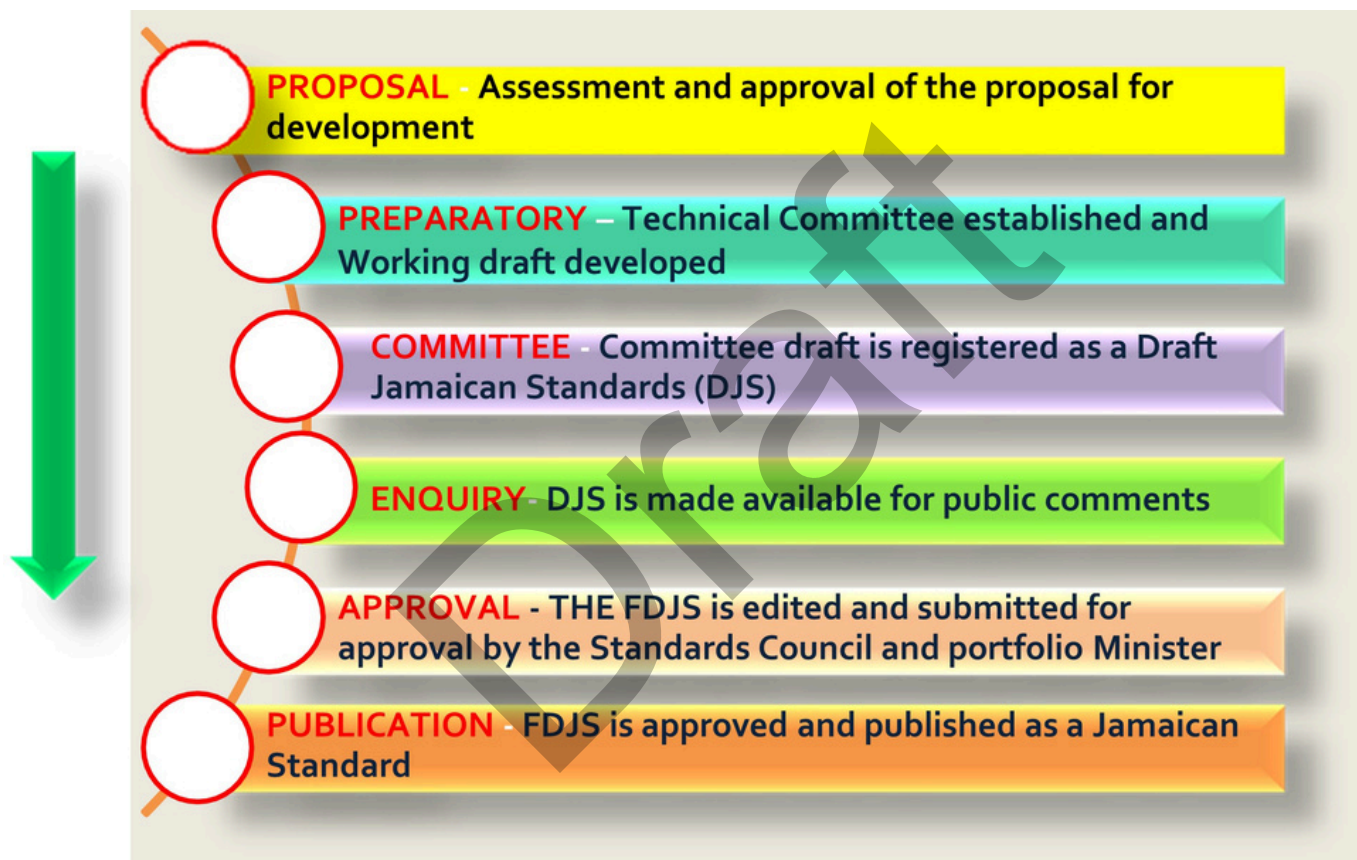 PROPOSAL - Assessment and approval of the proposal for
development
PREPARATORY – Technical Committee established and
Working draft developed
COMMITTEE - Committee draft is registered as a Draft
Jamaican Standards (DJS)
ENQUIRY- DJS is made available for public comments
APPROVAL - THE FDJS is edited and submitted for
approval by the Standards Council and portfolio Minister
PUBLICATION - FDJS is approved and published as a Jamaican
Standard
Draft